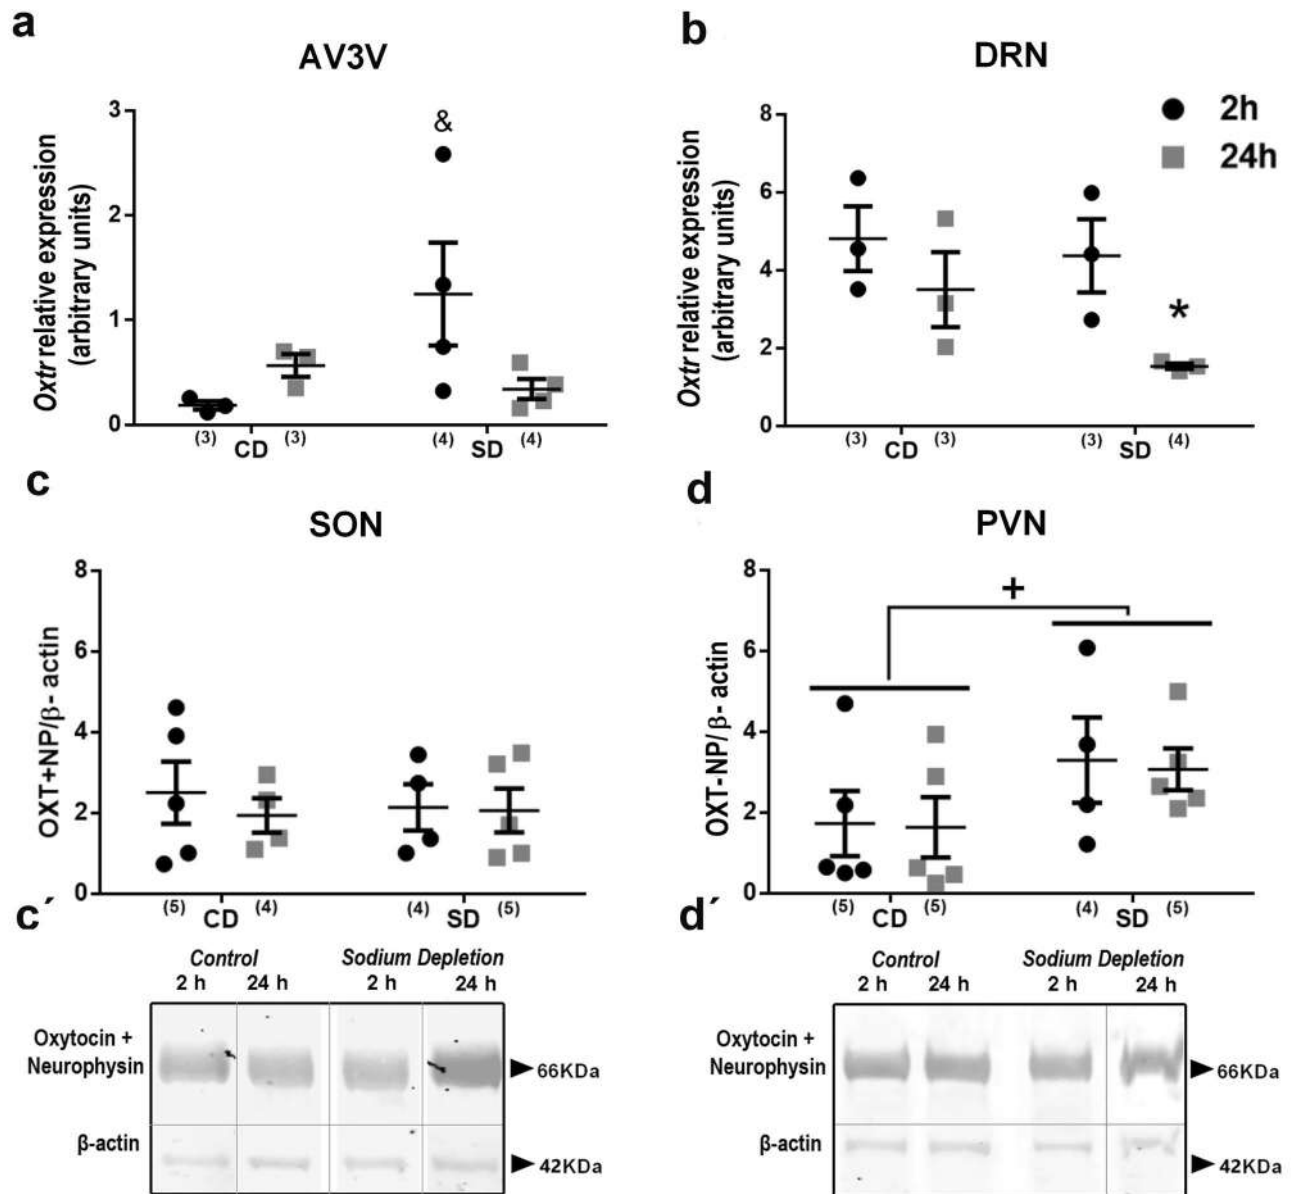 a
AV3V
Oxtr relative expression
(arbitrary units)
3
2
1
0
&
(3) (3) (4) (4)
CD SD
b
DRN
Oxtr relative expression
(arbitrary units)
8
6
4
2
0
*
2h
24h
(3) (3) (3) (4)
CD SD
c
SON
OXT+NP/β- actin
8
6
4
2
0
(5) (4) (4) (5)
CD SD
d
PVN
OXT-NP/β- actin
8
6
4
2
0
+
(5) (5) (4) (5)
CD SD
c´
Control Sodium Depletion
2 h 24 h 2 h 24 h
Oxytocin +
Neurophysin
66KDa
β-actin
42KDa
d´
Control Sodium Depletion
2 h 24 h 2 h 24 h
Oxytocin +
Neurophysin
66KDa
β-actin
42KDa